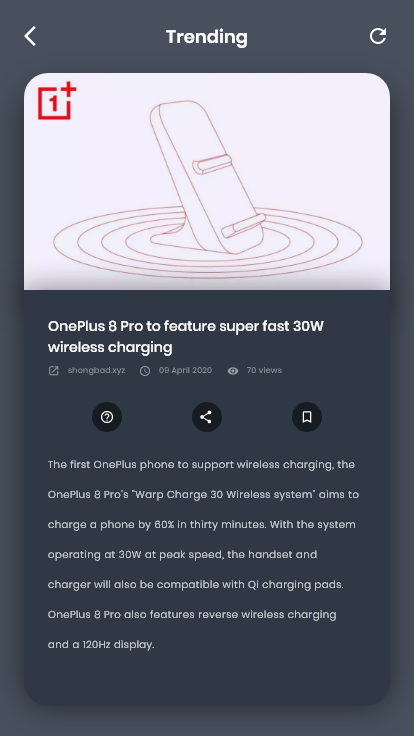 Trending
1+
OnePlus 8 Pro to feature super fast 30W
wireless charging
shongbad.xyz 09 April 2020 70 views
The first OnePlus phone to support wireless charging, the
OnePlus 8 Pro's "Warp Charge 30 Wireless system" aims to
charge a phone by 60% in thirty minutes. With the system
operating at 30W at peak speed, the handset and
charger will also be compatible with Qi charging pads.
OnePlus 8 Pro also features reverse wireless charging
and a 120Hz display.